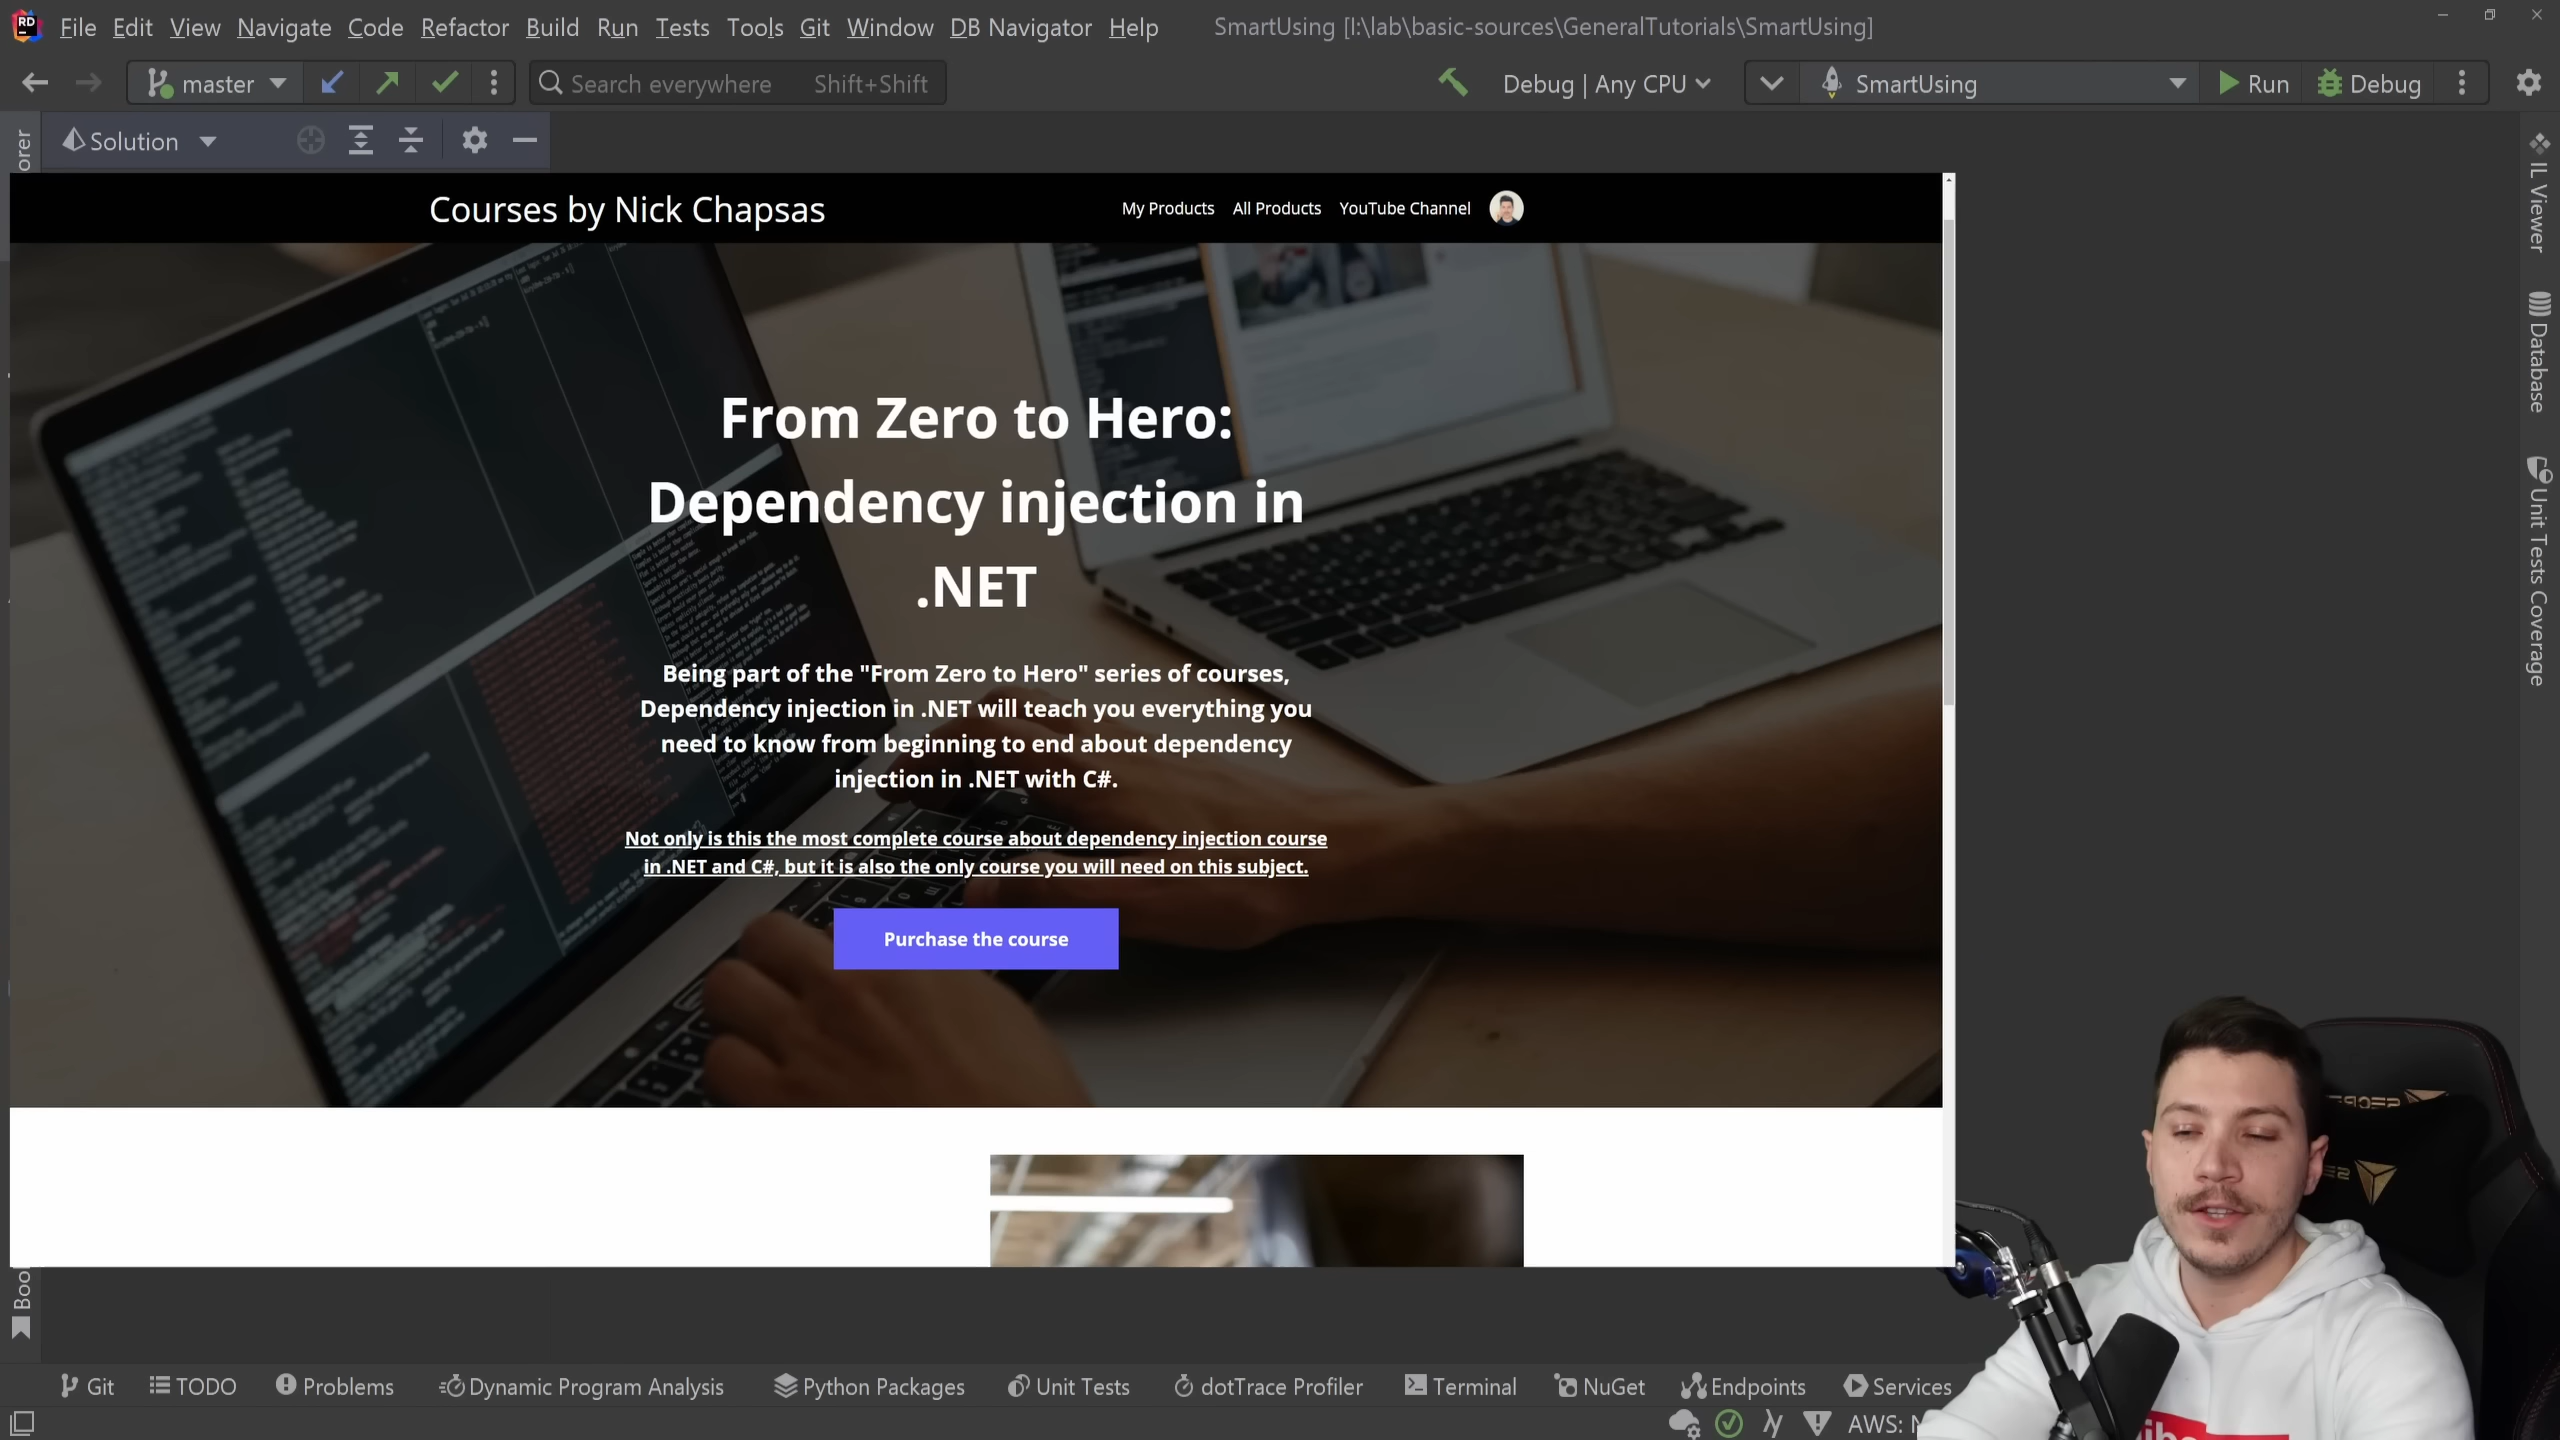 RD
File Edit View Navigate Code Refactor Build Run Tests Tools Git Window DB Navigator Help
SmartUsing [I:\lab\basic-sources\GeneralTutorials\SmartUsing]
master
Search everywhere Shift+Shift
Debug | Any CPU
SmartUsing
Run
Debug
Solution
Courses by Nick Chapsas
My Products All Products YouTube Channel
From Zero to Hero:
Dependency injection in
.NET
Being part of the "From Zero to Hero" series of courses,
Dependency injection in .NET will teach you everything you
need to know from beginning to end about dependency
injection in .NET with C#.
Not only is this the most complete course about dependency injection course
in .NET and C#, but it is also the only course you will need on this subject.
Purchase the course
IL Viewer
Database
Unit Tests Coverage
Git TODO Problems Dynamic Program Analysis Python Packages Unit Tests dotTrace Profiler Terminal NuGet Endpoints Services
AWS: